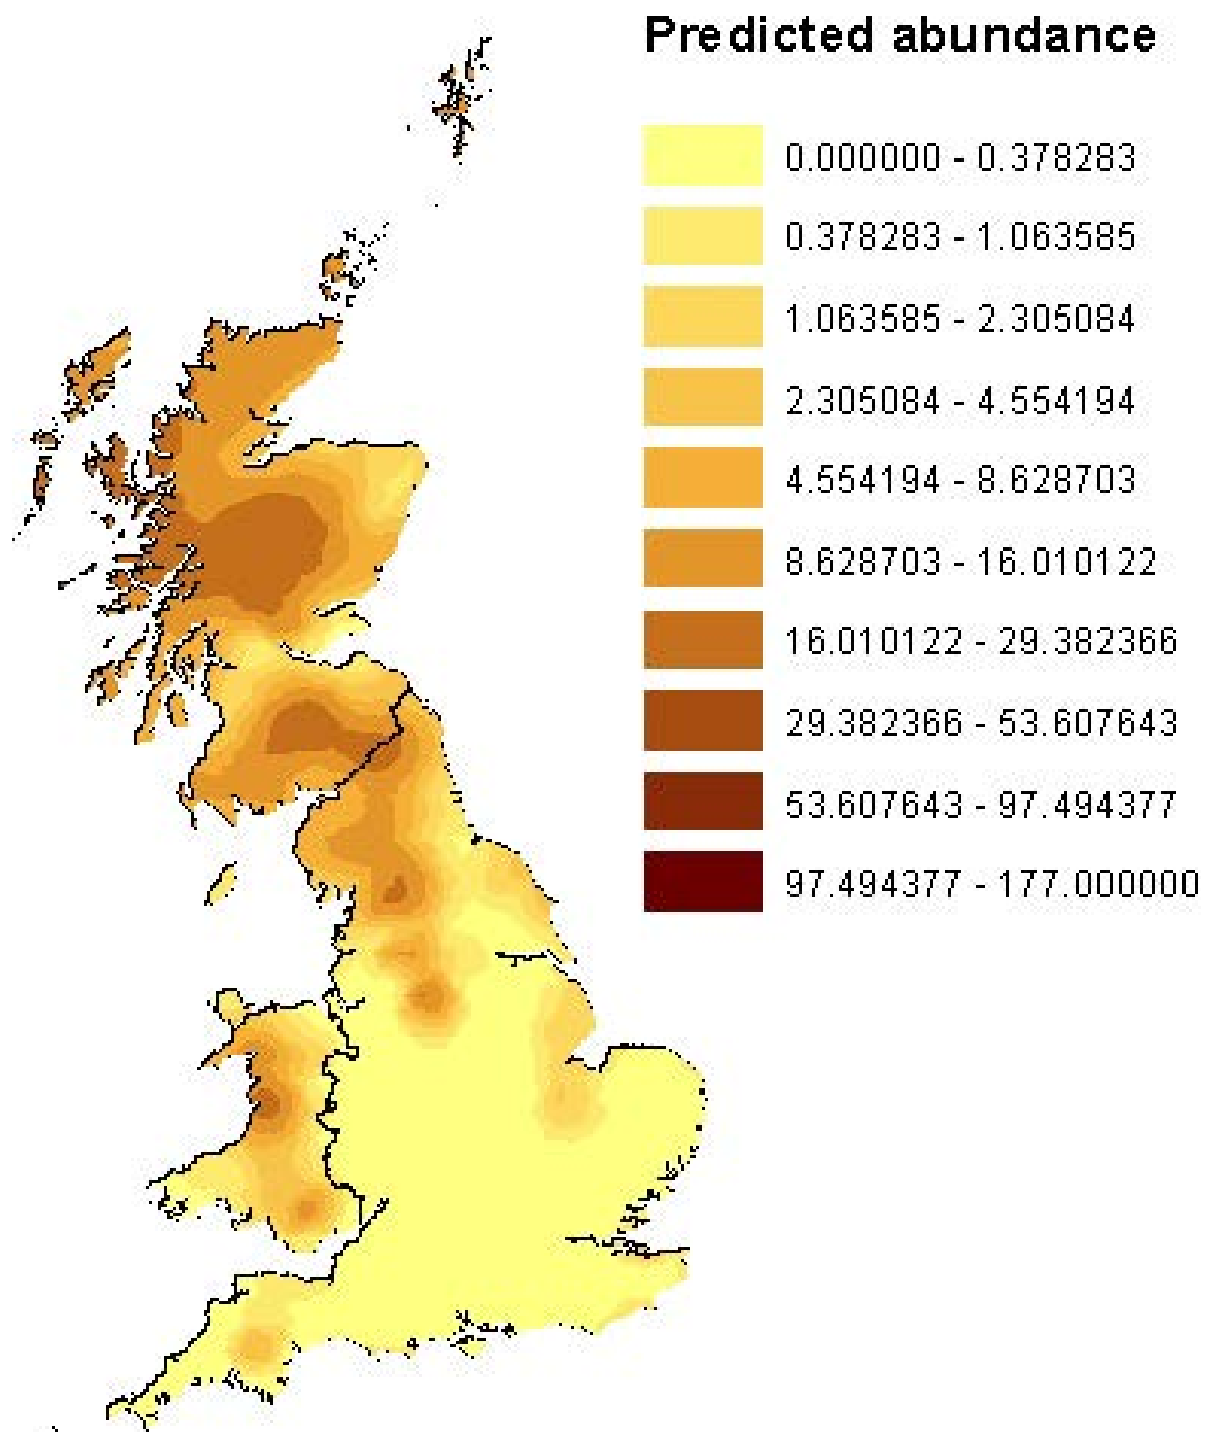 Predicted abundance
0.000000 - 0.378283
0.378283 - 1.063585
1.063585 - 2.305084
2.305084 - 4.554194
4.554194 - 8.628703
8.628703 - 16.010122
16.010122 - 29.382366
29.382366 - 53.607643
53.607643 - 97.494377
97.494377 - 177.000000